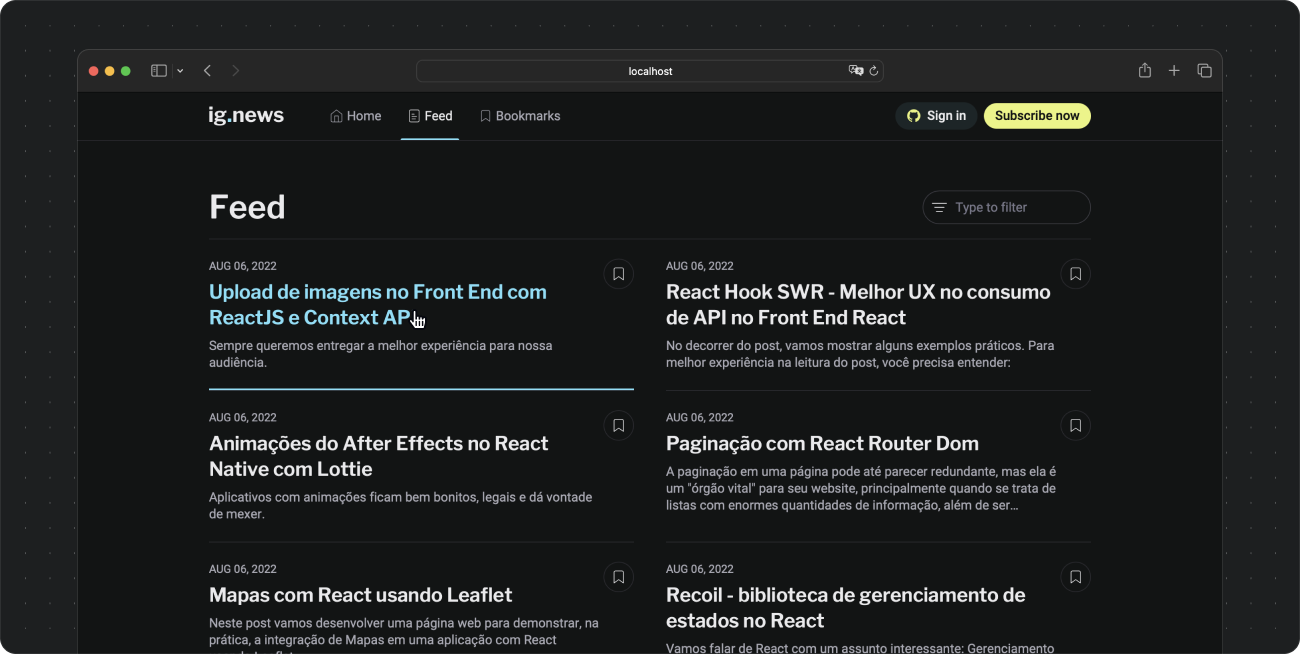 localhost
ig.news
Home
Feed
Bookmarks
Sign in
Subscribe now
Feed
Type to filter
AUG 06, 2022
Upload de imagens no Front End com
ReactJS e Context AP
Sempre queremos entregar a melhor experiência para nossa
audiência.
AUG 06, 2022
React Hook SWR - Melhor UX no consumo
de API no Front End React
No decorrer do post, vamos mostrar alguns exemplos práticos. Para
melhor experiência na leitura do post, você precisa entender:
AUG 06, 2022
Animações do After Effects no React
Native com Lottie
Aplicativos com animações ficam bem bonitos, legais e dá vontade
de mexer.
AUG 06, 2022
Paginação com React Router Dom
A paginação em uma página pode até parecer redundante, mas ela é
um "órgão vital" para seu website, principalmente quando se trata de
listas com enormes quantidades de informação, além de ser...
AUG 06, 2022
Mapas com React usando Leaflet
Neste post vamos desenvolver uma página web para demonstrar, na
prática, a integração de Mapas em uma aplicação com React
AUG 06, 2022
Recoil - biblioteca de gerenciamento de
estados no React
Vamos falar de React com um assunto interessante: Gerenciamento